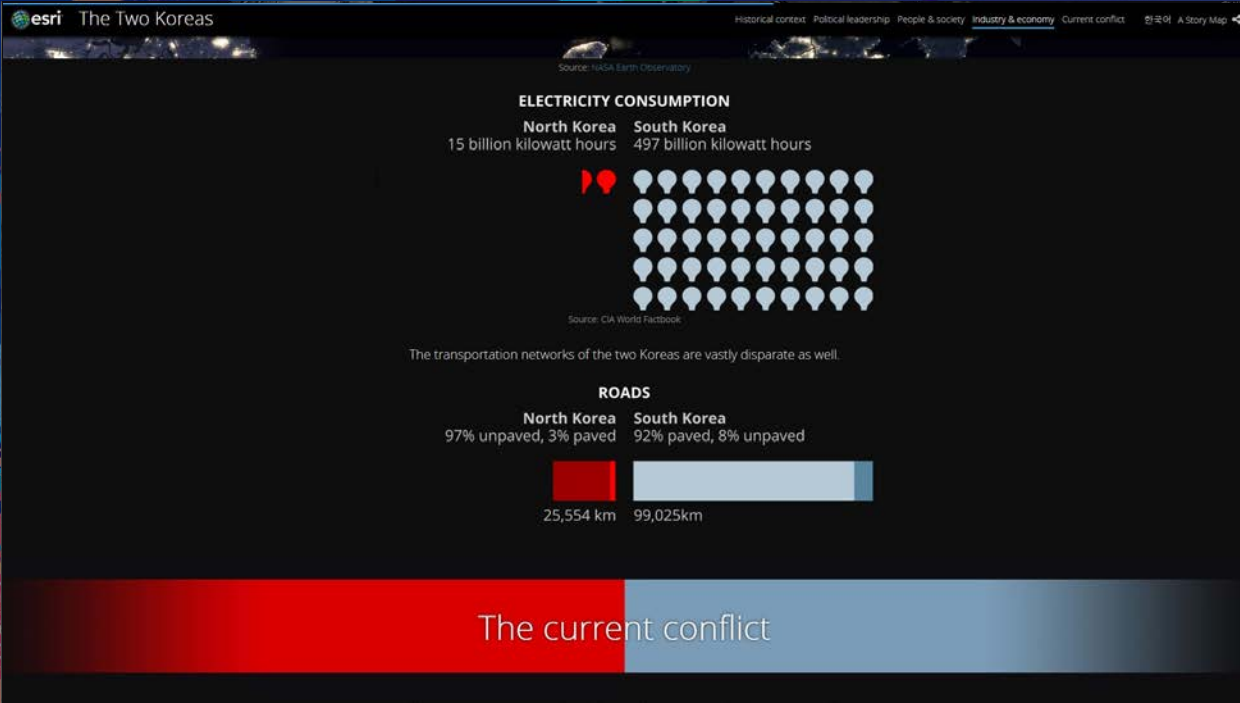 esri The Two Koreas
Historical context Political leadership People & society Industry & economy Current conflict 한국어 A Story Map
Source: NASA Earth Observatory
ELECTRICITY CONSUMPTION
North Korea South Korea
15 billion kilowatt hours 497 billion kilowatt hours
Source: CIA World Factbook
The transportation networks of the two Koreas are vastly disparate as well.
ROADS
North Korea South Korea
97% unpaved, 3% paved 92% paved, 8% unpaved
25,554 km 99,025km
The current conflict